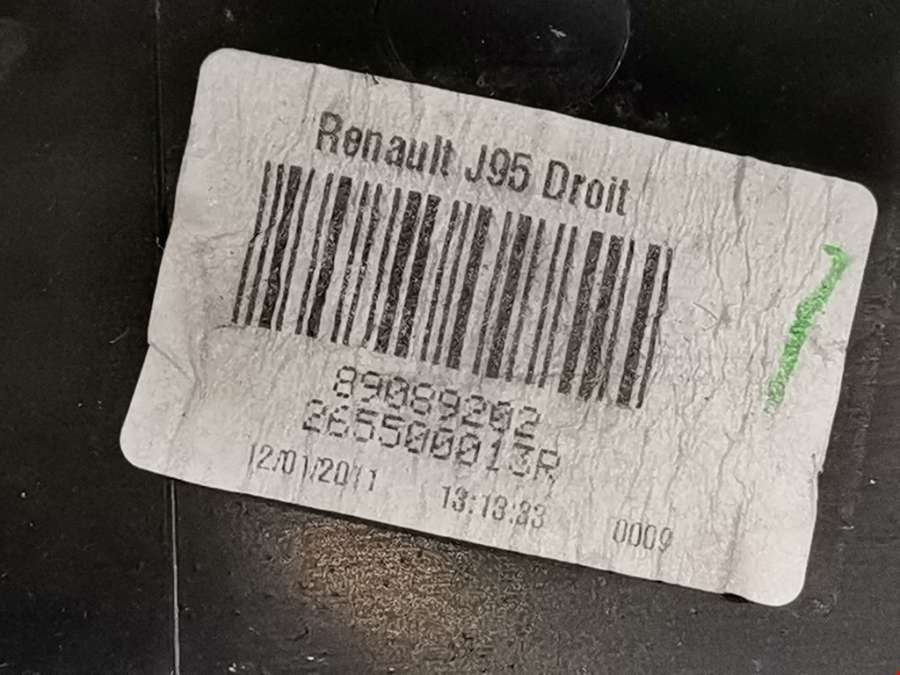 Renault J95 Droit
89089202
265500013R
12/01/2011 13:13:33 0009